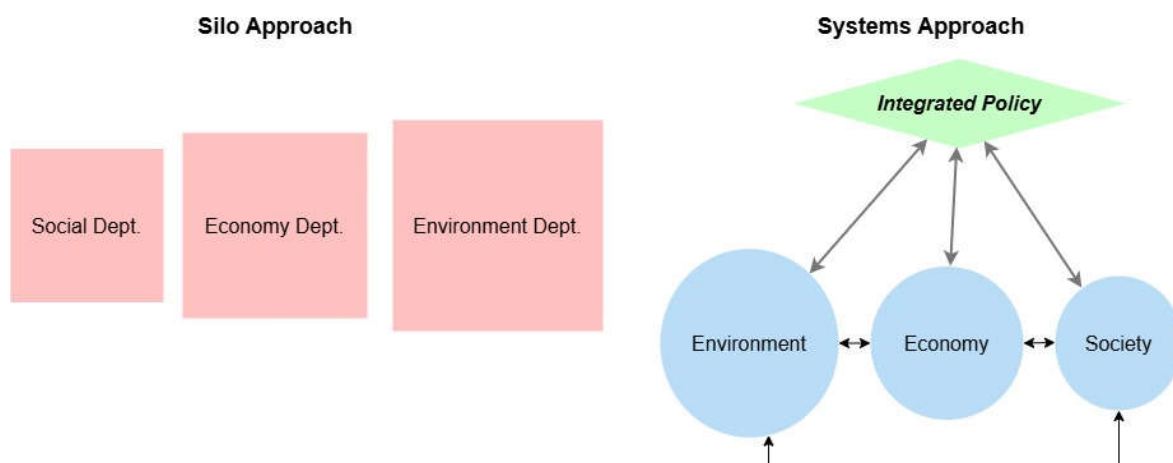 Silo Approach
Systems Approach
Integrated Policy
Social Dept.
Economy Dept.
Environment Dept.
Environment
Economy
Society